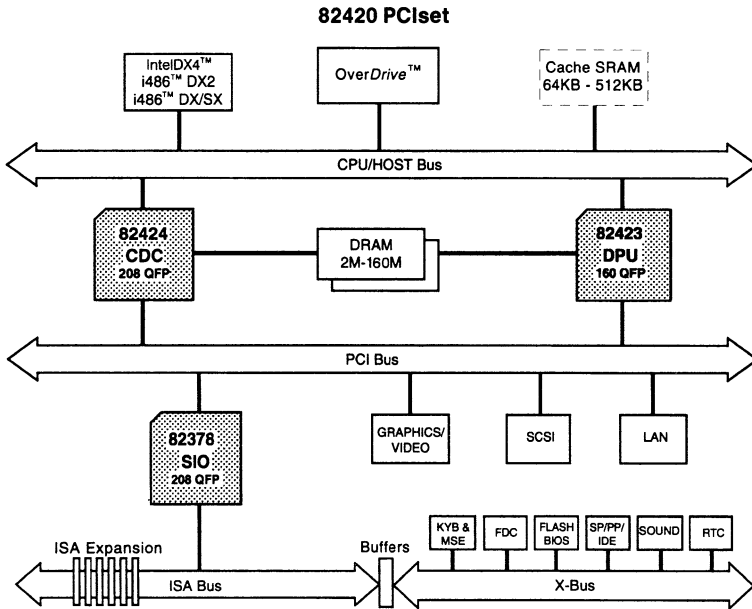 82420 PCIset
IntelDX4™
i486™ DX2
i486™ DX/SX
OverDrive™
Cache SRAM
64KB - 512KB
CPU/HOST Bus
82424
CDC
208 QFP
DRAM
2M-160M
82423
DPU
160 QFP
PCI Bus
82378
SIO
208 QFP
GRAPHICS/
VIDEO
SCSI
LAN
ISA Expansion
Buffers
KYB &
MSE
FDC
FLASH
BIOS
SP/PP/
IDE
SOUND
RTC
ISA Bus
X-Bus